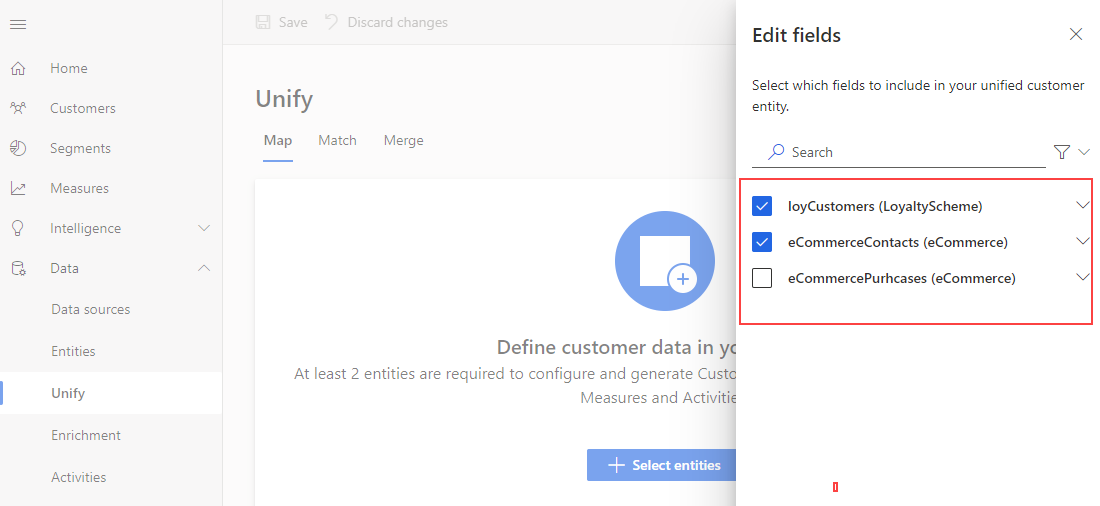 Home
Customers
Segments
Measures
Intelligence
Data
Data sources
Entities
Unify
Enrichment
Activities
Save Discard changes
Unify
Map Match Merge
Define customer data in yo
At least 2 entities are required to configure and generate Custo
Measures and Activitie
Select entities
Edit fields
Select which fields to include in your unified customer
entity.
Search
loyCustomers (LoyaltyScheme)
eCommerceContacts (eCommerce)
eCommercePurhcases (eCommerce)